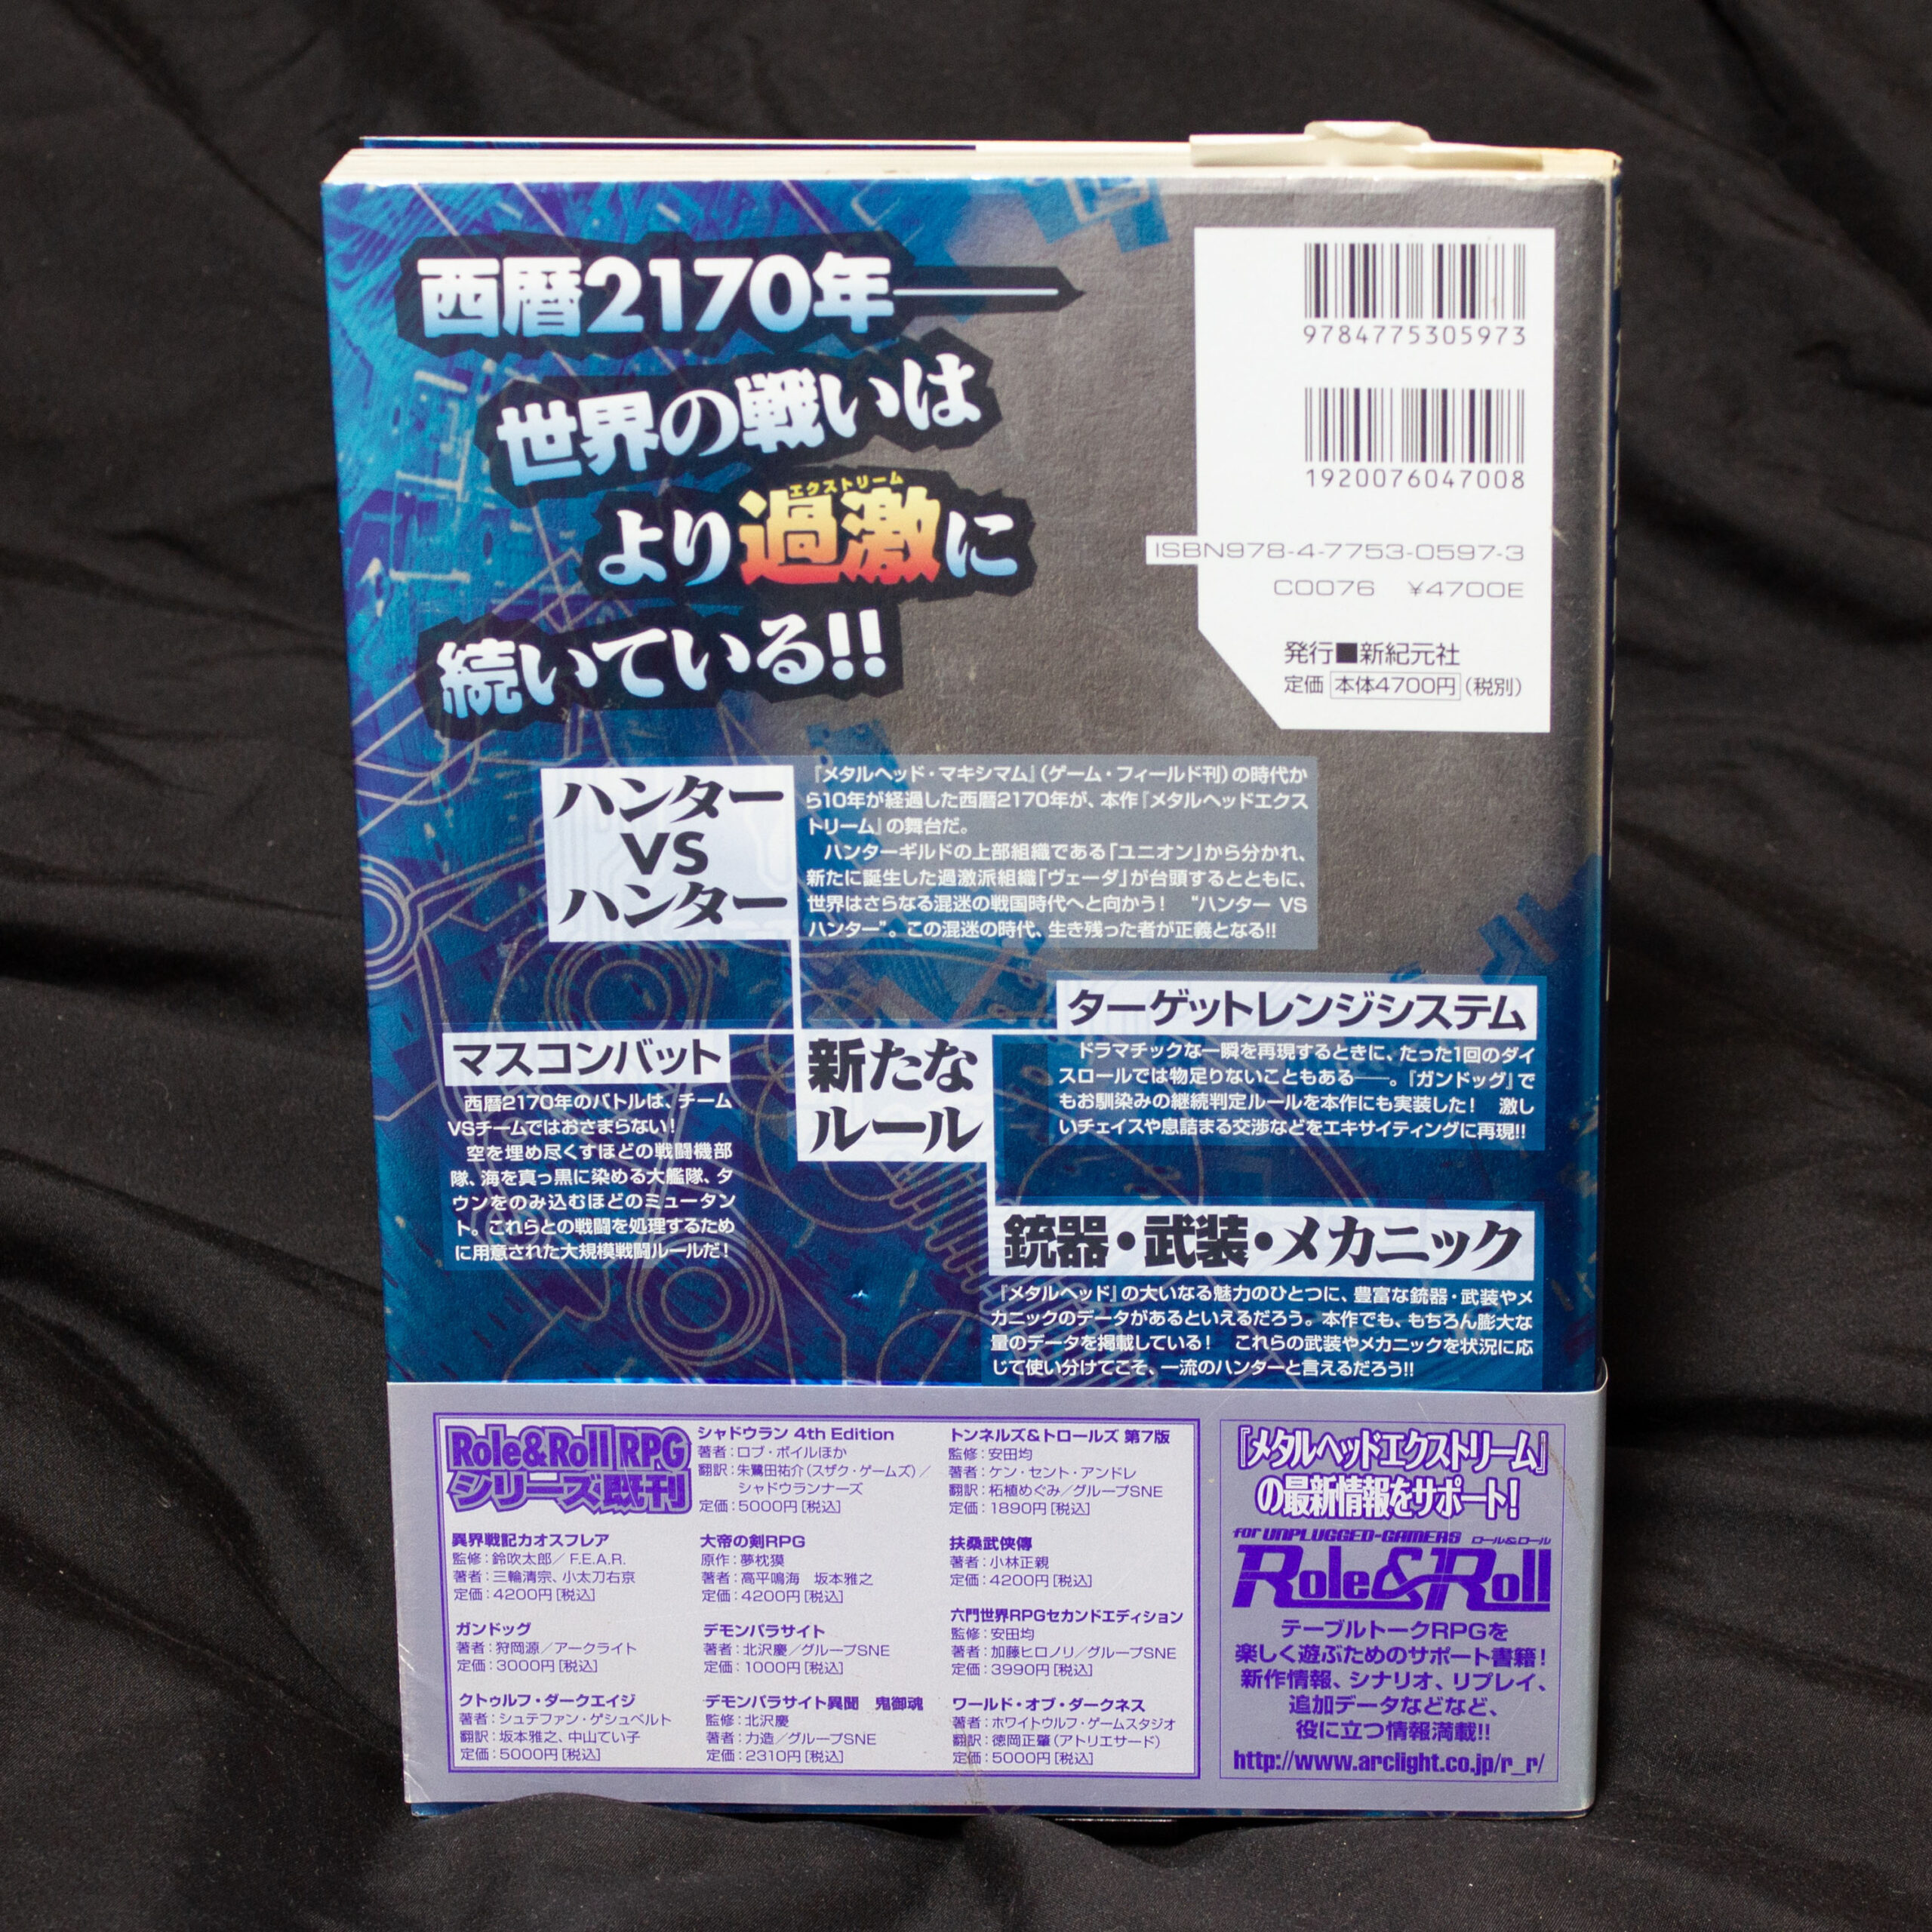 西暦2170年――
世界の戦いは
エクストリーム
より過激に
続いている!!
9784775305973
1920076047008
ISBN978-4-7753-0597-3
C0076 ¥4700E
発行■新紀元社
定価 本体4700円(税別)
ハンター
VS
ハンター
『メタルヘッド・マキシマム』(ゲーム・フィールド刊)の時代か
ら10年が経過した西暦2170年が、本作『メタルヘッドエクス
トリーム』の舞台だ。
ハンターギルドの上部組織である「ユニオン」から分かれ、
新たに誕生した過激派組織「ヴェーダ」が台頭するとともに、
世界はさらなる混迷の戦国時代へと向かう! “ハンター VS
ハンター”。この混迷の時代、生き残った者が正義となる!!
新たな
ルール
マスコンバット
西暦2170年のバトルは、チーム
VSチームではおさまらない!
空を埋め尽くすほどの戦闘機部
隊、海を真っ黒に染める大艦隊、タ
ウンをのみ込むほどのミュータン
ト。これらとの戦闘を処理するため
に用意された大規模戦闘ルールだ!
ターゲットレンジシステム
ドラマチックな一瞬を再現するときに、たった1回のダイ
スロールでは物足りないこともある――。『ガンドッグ』で
もお馴染みの継続判定ルールを本作にも実装した! 激し
いチェイスや息詰まる交渉などをエキサイティングに再現!!
銃器・武装・メカニック
『メタルヘッド』の大いなる魅力のひとつに、豊富な銃器・武装やメ
カニックのデータがあるといえるだろう。本作でも、もちろん膨大な
量のデータを掲載している! これらの武装やメカニックを状況に応
じて使い分けてこそ、一流のハンターと言えるだろう!!
Role&Roll RPG
シリーズ既刊
異界戦記カオスフレア
監修:鈴吹太郎/F.E.A.R.
著者:三輪清宗、小太刀右京
定価:4200円[税込]
ガンドッグ
著者:狩岡源/アークライト
定価:3000円[税込]
クトゥルフ・ダークエイジ
著者:シュテファン・ゲシュベルト
翻訳:坂本雅之、中山てい子
定価:5000円[税込]
シャドウラン 4th Edition
著者:ロブ・ボイルほか
翻訳:朱鷺田祐介(スザク・ゲームズ)/
シャドウランナーズ
定価:5000円[税込]
大帝の剣RPG
原作:夢枕獏
著者:高平鳴海 坂本雅之
定価:4200円[税込]
デモンパラサイト
著者:北沢慶/グループSNE
定価:1000円[税込]
デモンパラサイト異聞 鬼御魂
監修:北沢慶
著者:力造/グループSNE
定価:2310円[税込]
トンネルズ&トロールズ 第7版
監修:安田均
著者:ケン・セント・アンドレ
翻訳:柘植めぐみ/グループSNE
定価:1890円[税込]
扶桑武侠傳
著者:小林正親
定価:4200円[税込]
六門世界RPGセカンドエディション
監修:安田均
著者:加藤ヒロノリ/グループSNE
定価:3990円[税込]
ワールド・オブ・ダークネス
著者:ホワイトウルフ・ゲームスタジオ
翻訳:徳岡正肇(アトリエサード)
定価:5000円[税込]
『メタルヘッドエクストリーム』
の最新情報をサポート!
for UNPLUGGED-GAMERS ロール&ロール
Role&Roll
テーブルトークRPGを
楽しく遊ぶためのサポート書籍!
新作情報、シナリオ、リプレイ、
追加データなどなど、
役に立つ情報満載!!
http://www.arclight.co.jp/r_r/